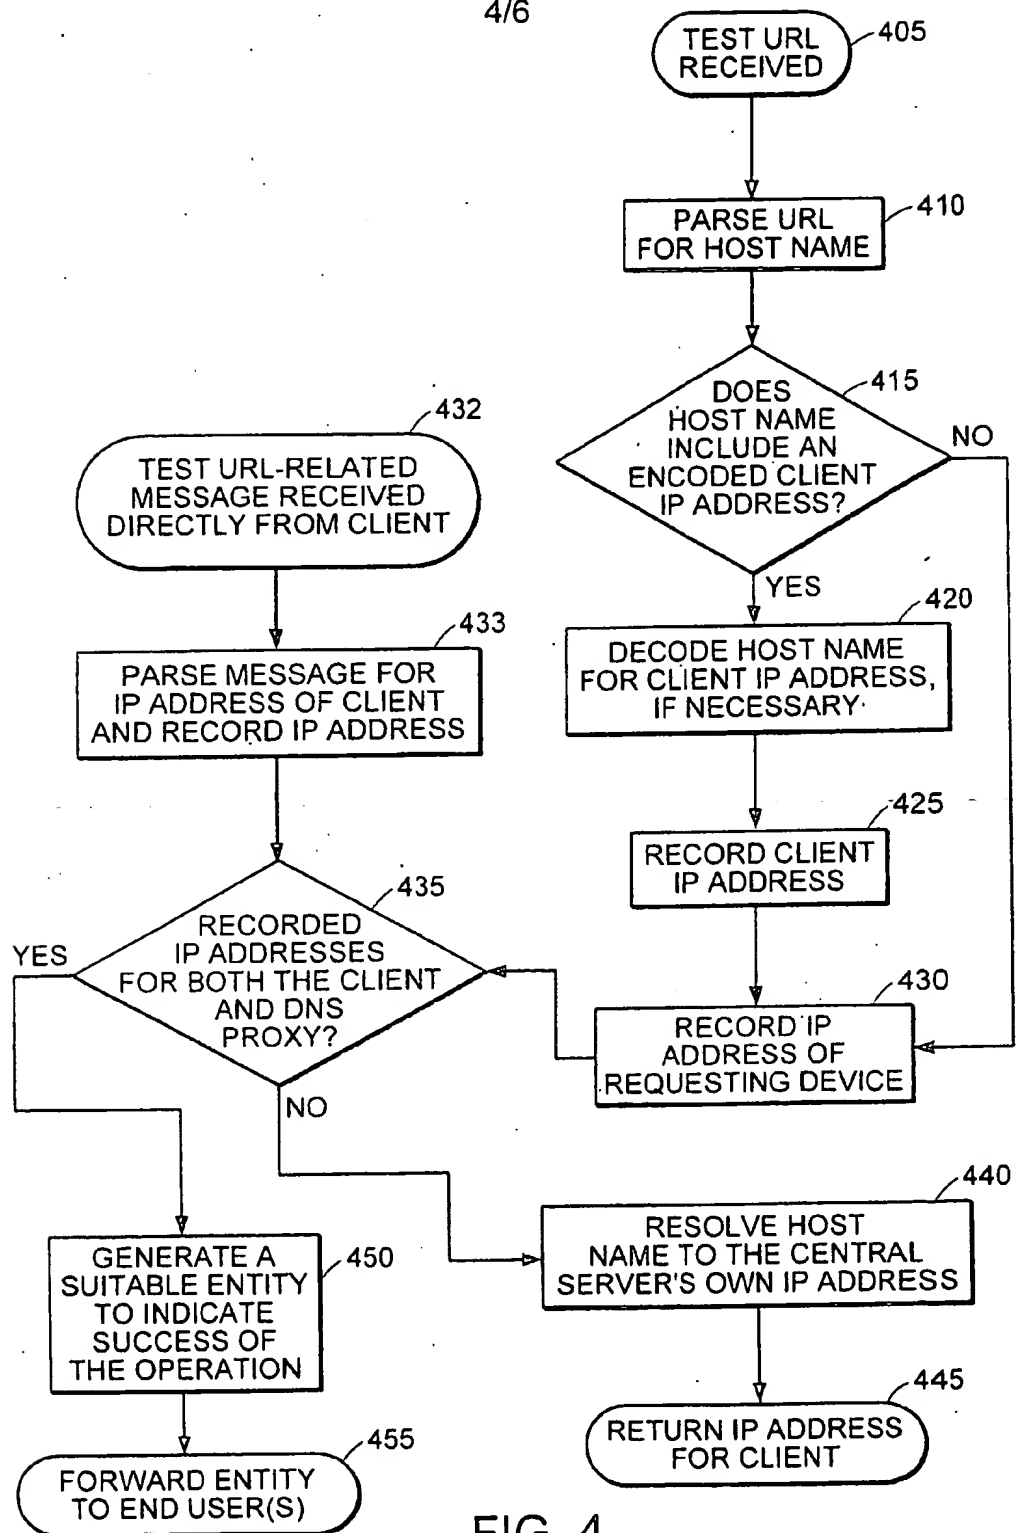 4/6
TEST URL
RECEIVED
405
PARSE URL
FOR HOST NAME
410
DOES
HOST NAME
INCLUDE AN
ENCODED CLIENT
IP ADDRESS?
415
NO
YES
432
TEST URL-RELATED
MESSAGE RECEIVED
DIRECTLY FROM CLIENT
420
DECODE HOST NAME
FOR CLIENT IP ADDRESS,
IF NECESSARY
433
PARSE MESSAGE FOR
IP ADDRESS OF CLIENT
AND RECORD IP ADDRESS
425
RECORD CLIENT
IP ADDRESS
435
RECORDED
IP ADDRESSES
FOR BOTH THE CLIENT
AND DNS
PROXY?
YES
NO
430
RECORD IP
ADDRESS OF
REQUESTING DEVICE
440
RESOLVE HOST
NAME TO THE CENTRAL
SERVER'S OWN IP ADDRESS
450
GENERATE A
SUITABLE ENTITY
TO INDICATE
SUCCESS OF
THE OPERATION
445
RETURN IP ADDRESS
FOR CLIENT
455
FORWARD ENTITY
TO END USER(S)
FIG. 4